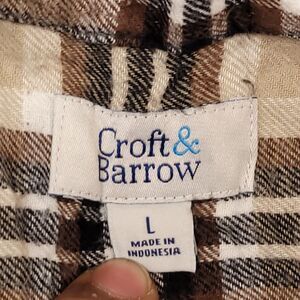 Croft &
Barrow
L
MADE IN
INDONESIA